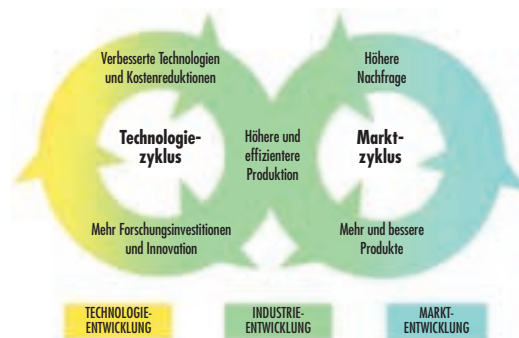 Verbesserte Technologien
und Kostenreduktionen
Höhere
Nachfrage
Technologie-
zyklus
Höhere und
effizientere
Produktion
Markt-
zyklus
Mehr Forschungsinvestitionen
und Innovation
Mehr und bessere
Produkte
TECHNOLOGIE-
ENTWICKLUNG
INDUSTRIE-
ENTWICKLUNG
MARKT-
ENTWICKLUNG